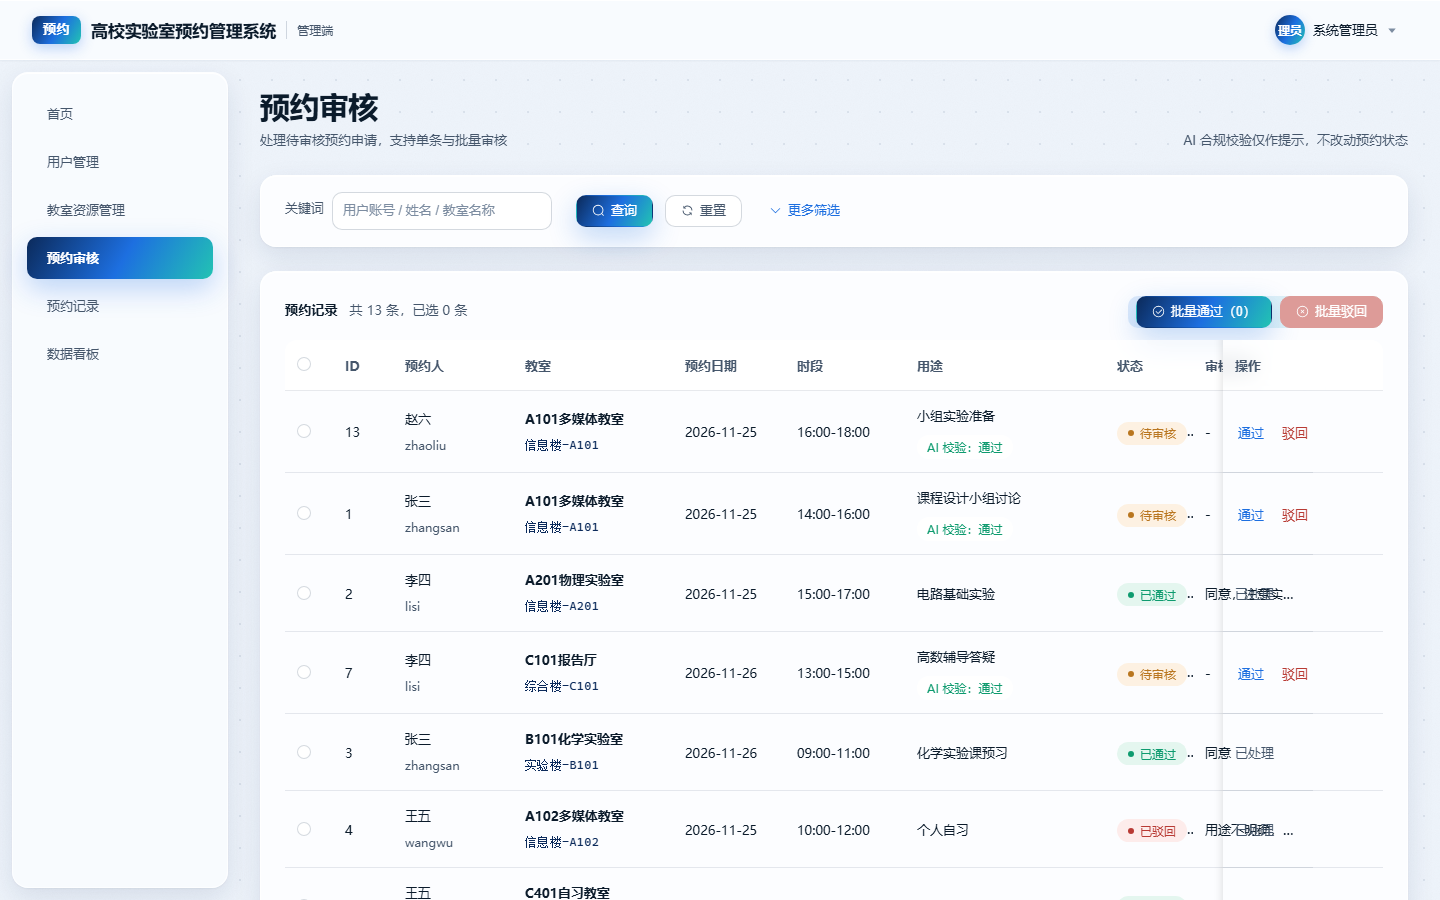 预约 高校实验室预约管理系统 管理端
理员 系统管理员
首页
用户管理
教室资源管理
预约审核
预约记录
数据看板
预约审核
处理待审核预约申请，支持单条与批量审核
AI 合规校验仅作提示，不改动预约状态
关键词 用户账号 / 姓名 / 教室名称 查询 重置 更多筛选
预约记录 共 13 条，已选 0 条
批量通过（0） 批量驳回
ID 预约人 教室 预约日期 时段 用途 状态 操作
13 赵六 zhaoliu A101多媒体教室 信息楼-A101 2026-11-25 16:00-18:00 小组实验准备 AI 校验：通过 待审核 .. - 通过 驳回
1 张三 zhangsan A101多媒体教室 信息楼-A101 2026-11-25 14:00-16:00 课程设计小组讨论 AI 校验：通过 待审核 .. - 通过 驳回
2 李四 lisi A201物理实验室 信息楼-A201 2026-11-25 15:00-17:00 电路基础实验 已通过 .. 同意，
7 李四 lisi C101报告厅 综合楼-C101 2026-11-26 13:00-15:00 高数辅导答疑 AI 校验：通过 待审核 .. - 通过 驳回
3 张三 zhangsan B101化学实验室 实验楼-B101 2026-11-26 09:00-11:00 化学实验课预习 已通过 .. 同意 已处理
4 王五 wangwu A102多媒体教室 信息楼-A102 2026-11-25 10:00-12:00 个人自习 已驳回 .. 用途不明确 ...
王五 C401自习教室